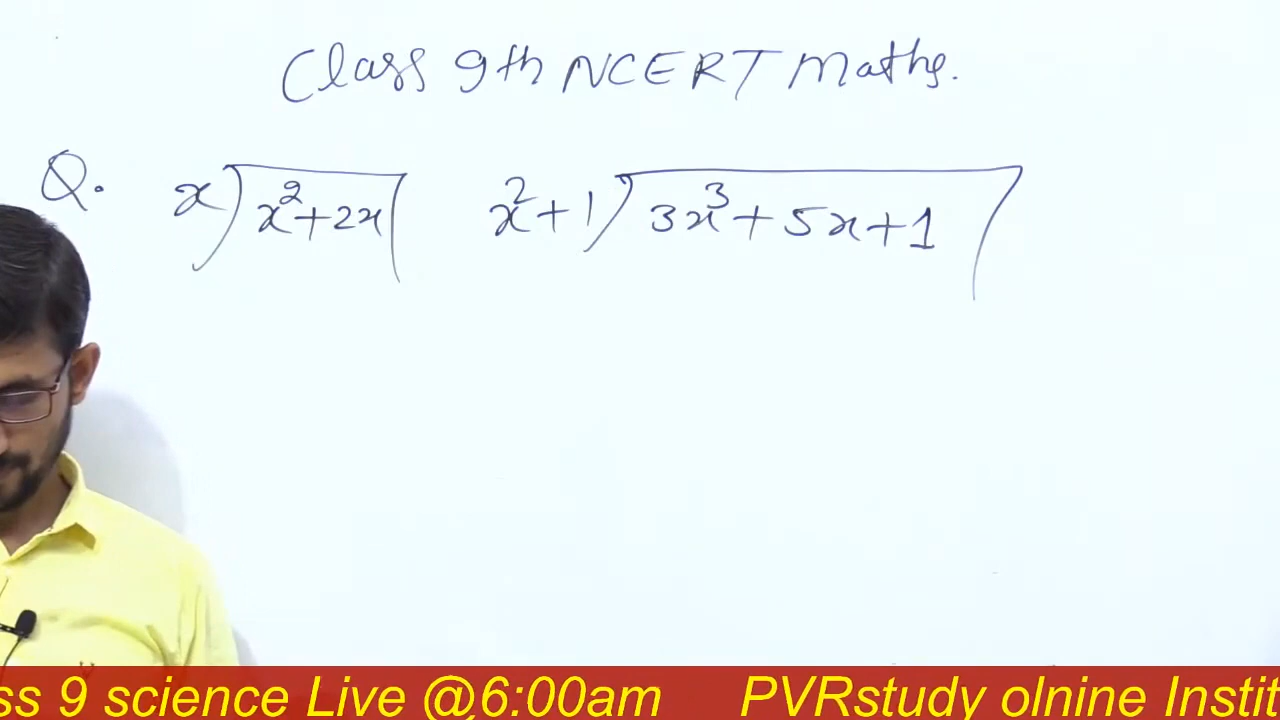 Class 9th NCERT Maths.
Q. x)x²+2x( x²+1)3x³+5x+1(
ss 9 science Live @6:00am PVRstudy olnine Instit